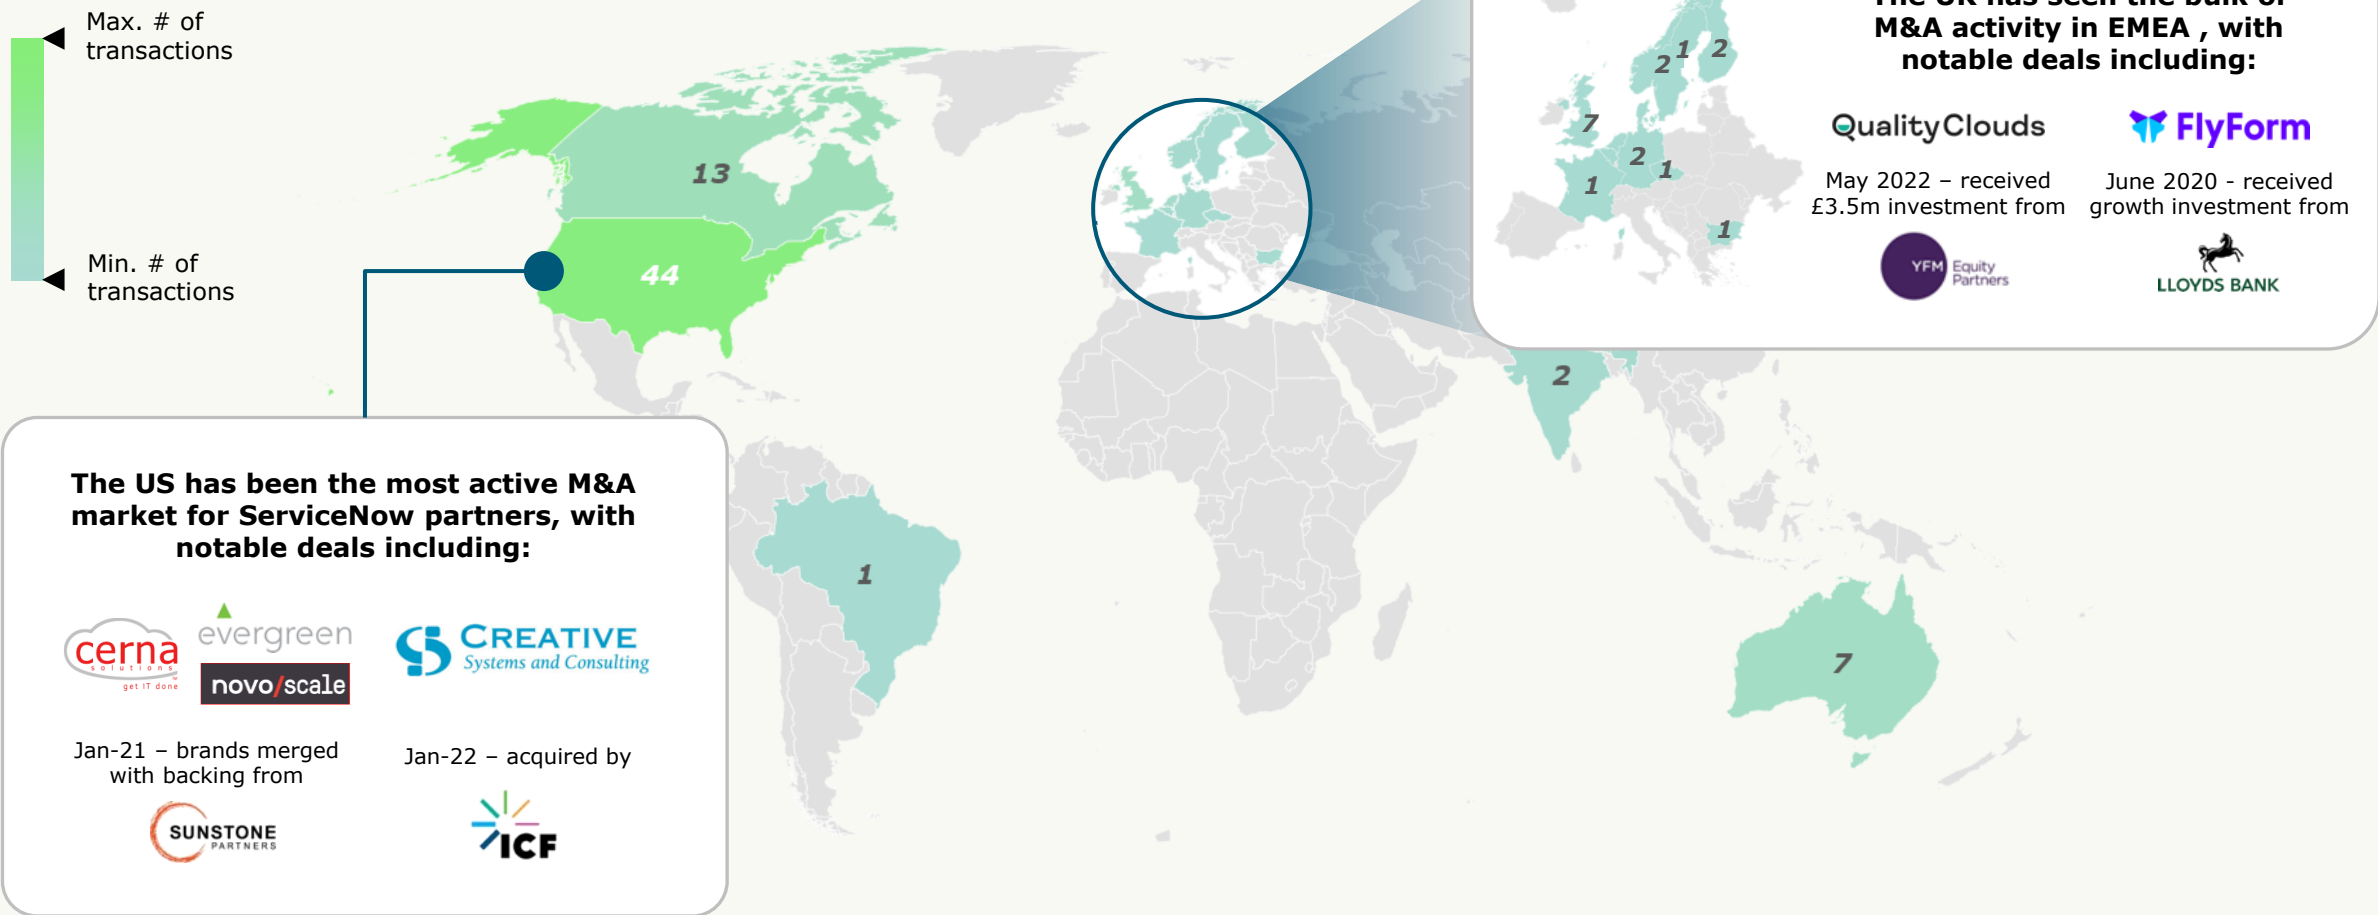 Max. # of
transactions
Min. # of
transactions
13
44
The US has been the most active M&A
market for ServiceNow partners, with
notable deals including:
cerna
solutions
get IT done
evergreen
novo/scale
CREATIVE
Systems and Consulting
Jan-21 – brands merged
with backing from
Jan-22 – acquired by
SUNSTONE
PARTNERS
ICF
1
M&A activity in EMEA , with
notable deals including:
1
2
2
7
2
1
1
1
QualityClouds
FlyForm
May 2022 – received
£3.5m investment from
June 2020 - received
growth investment from
YFM Equity
Partners
LLOYDS BANK
2
7